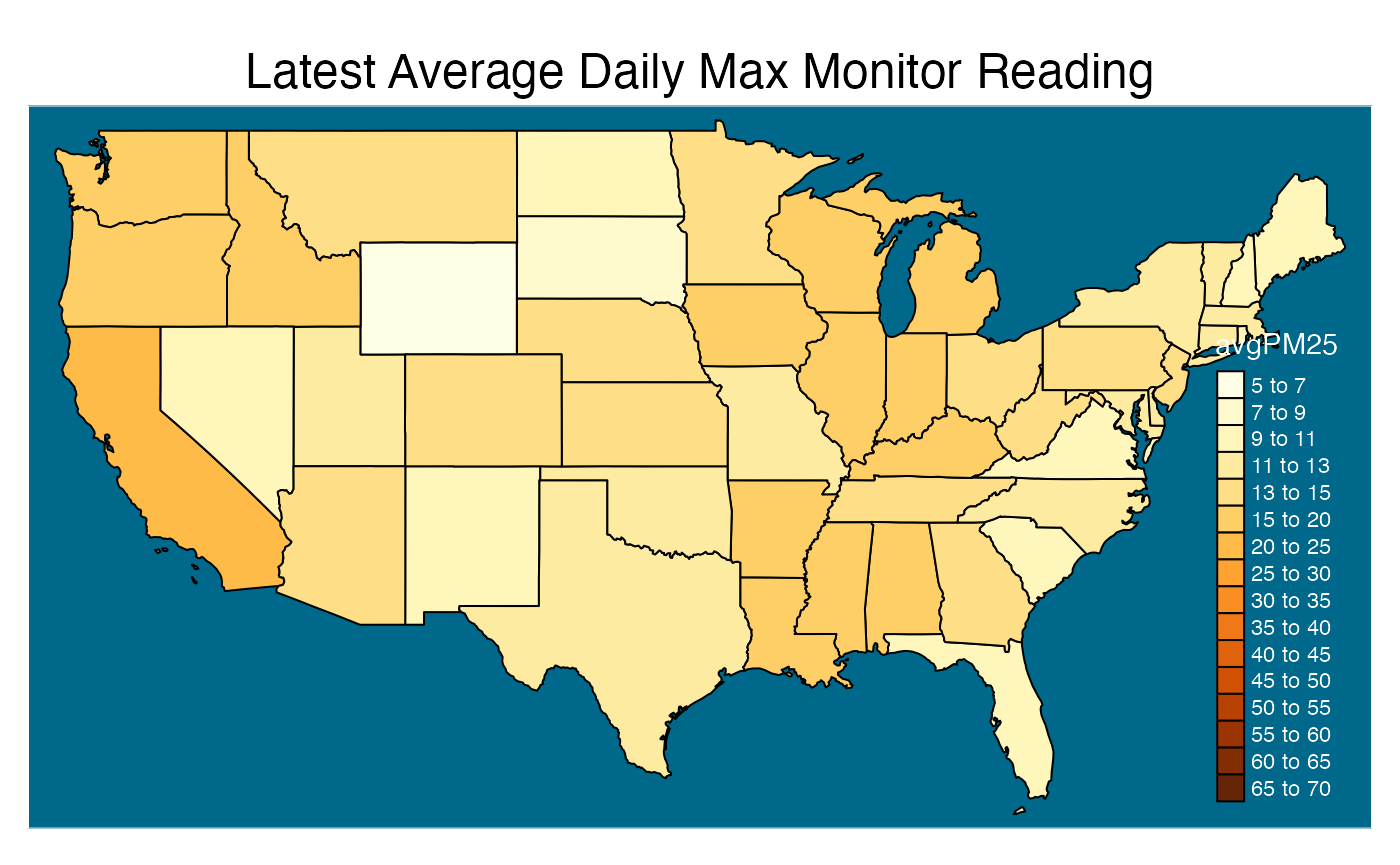 Latest Average Daily Max Monitor Reading
avgPM25
5 to 7
7 to 9
9 to 11
11 to 13
13 to 15
15 to 20
20 to 25
25 to 30
30 to 35
35 to 40
40 to 45
45 to 50
50 to 55
55 to 60
60 to 65
65 to 70